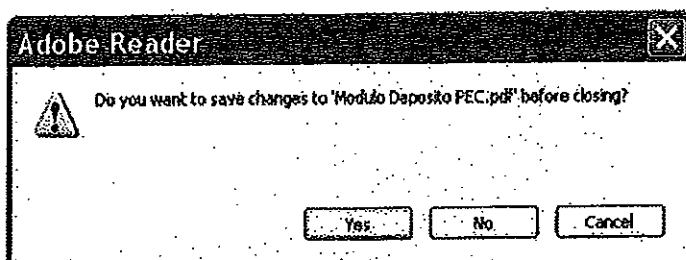 Adobe Reader
Do you want to save changes to 'Modulo Deposito PEC.pdf' before closing?
Yes
No
Cancel